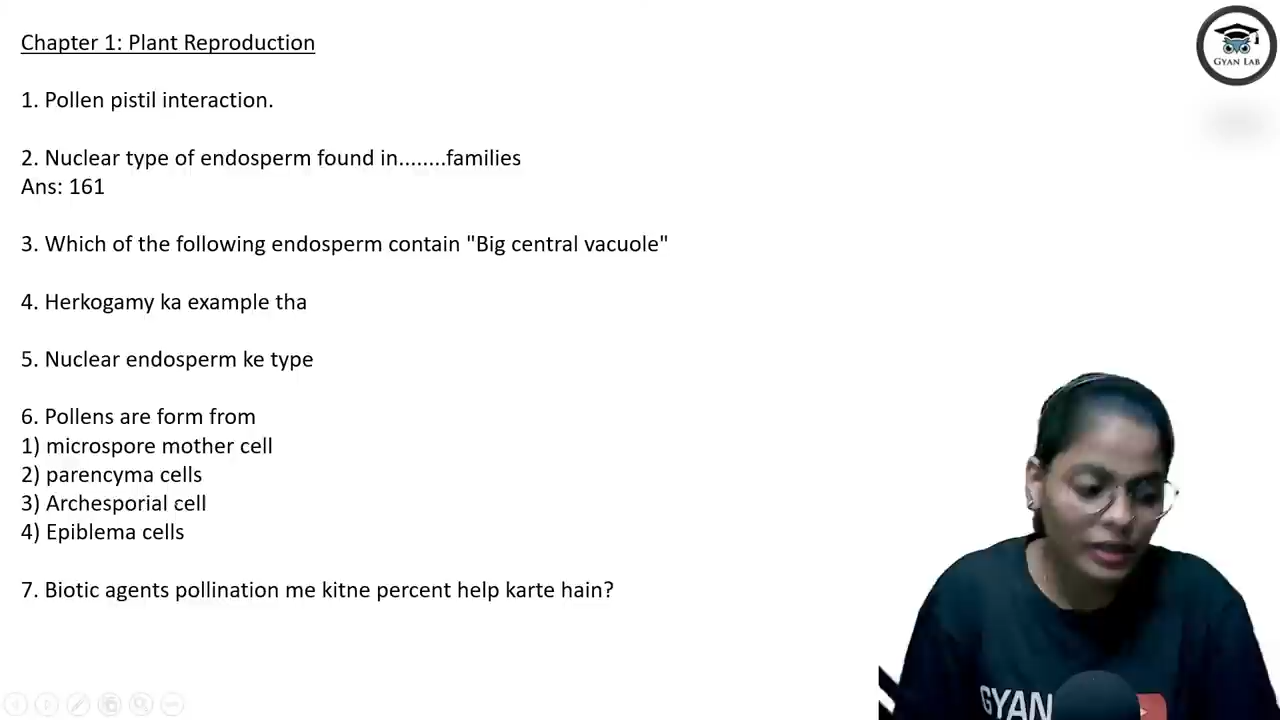 Chapter 1: Plant Reproduction
GYAN LAB
1. Pollen pistil interaction.
2. Nuclear type of endosperm found in........families
Ans: 161
3. Which of the following endosperm contain "Big central vacuole"
4. Herkogamy ka example tha
5. Nuclear endosperm ke type
6. Pollens are form from
1) microspore mother cell
2) parencyma cells
3) Archesporial cell
4) Epiblema cells
7. Biotic agents pollination me kitne percent help karte hain?
GYAN